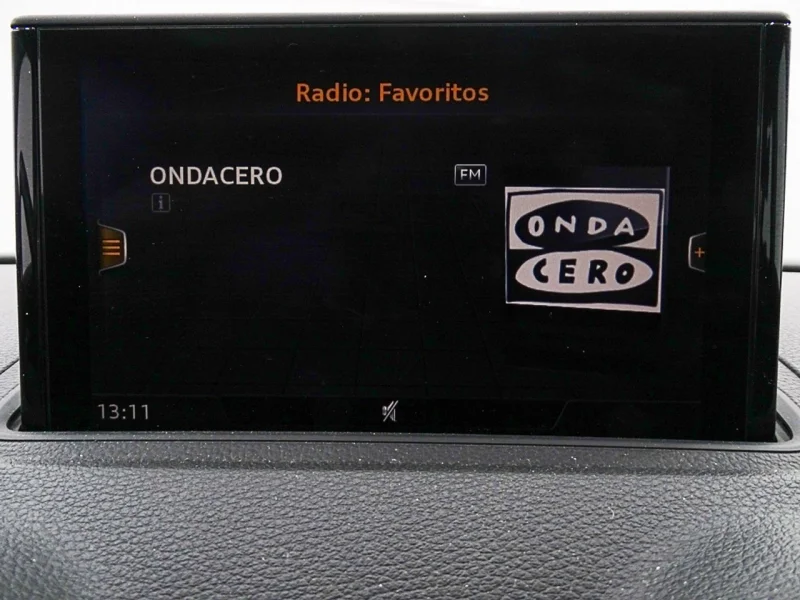 Radio: Favoritos
ONDACERO
FM
i
ONDA
CERO
+
13:11